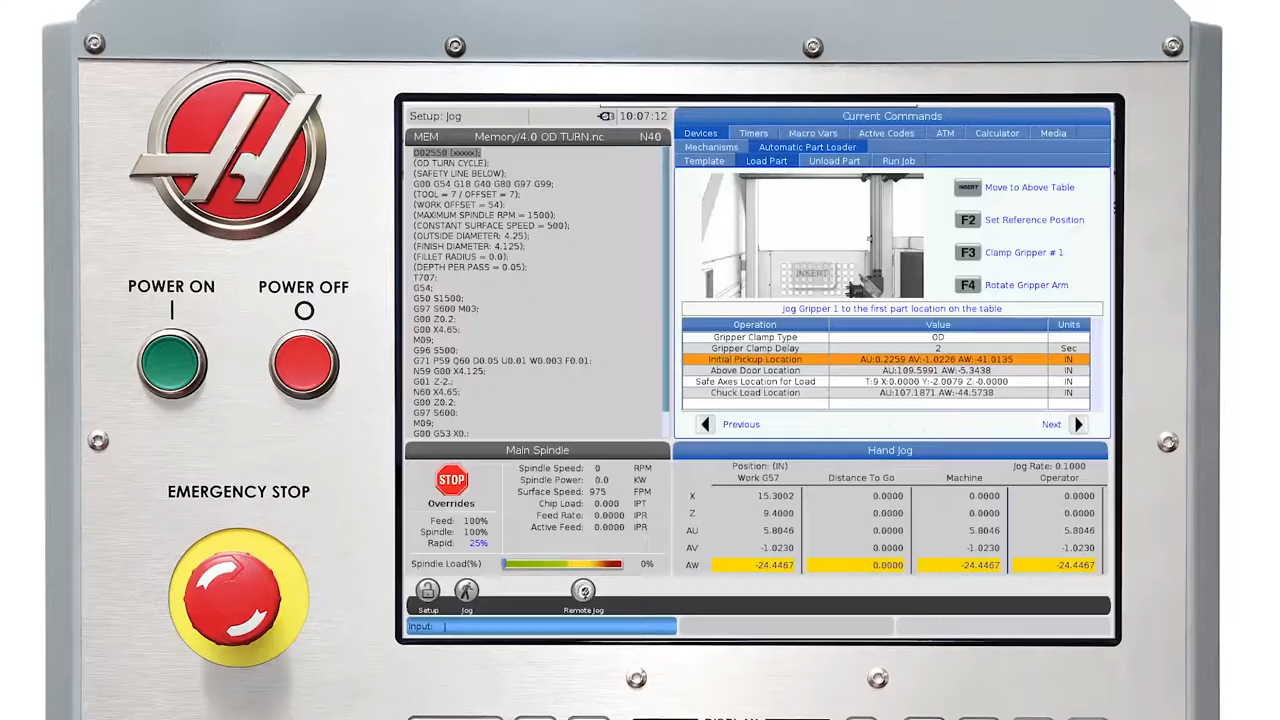 POWER ON
POWER OFF
EMERGENCY STOP
Setup: Jog
10:07:12
MEM Memory/4.0 OD TURN.nc N40
O02550 (xxxxx);
(OD TURN CYCLE);
(SAFETY LINE BELOW);
G00 G54 G18 G40 G80 G97 G99;
(TOOL = 7 / OFFSET = 7);
(WORK OFFSET = 54);
(MAXIMUM SPINDLE RPM = 1500);
(CONSTANT SURFACE SPEED = 500);
(OUTSIDE DIAMETER: 4.25);
(FINISH DIAMETER: 4.125);
(FILLET RADIUS = 0.0);
(DEPTH PER PASS = 0.05);
T707;
G54;
G50 S1500;
G97 S600 M03;
G00 Z0.2;
G00 X4.65;
M09;
G96 S500;
G71 P59 Q60 D0.05 U0.01 W0.003 F0.01;
N59 G00 X4.125;
G01 Z-2.;
N60 X4.65;
G00 Z0.2;
G97 S600;
M09;
G00 G53 X0.;
Current Commands
Devices Timers Macro Vars Active Codes ATM Calculator Media
Mechanisms Automatic Part Loader
Template Load Part Unload Part Run Job
INSERT
INSERT Move to Above Table
F2 Set Reference Position
F3 Clamp Gripper # 1
F4 Rotate Gripper Arm
Jog Gripper 1 to the first part location on the table
Operation Value Units
Gripper Clamp Type OD
Gripper Clamp Delay 2 Sec
Initial Pickup Location AU:0.2259 AV:-1.0226 AW:-41.0135 IN
Above Door Location AU:109.5991 AW:-5.3438 IN
Safe Axes Location for Load T:9 X:0.0000 Y:-2.0079 Z:-0.0000 IN
Chuck Load Location AU:107.1871 AW:-44.5738 IN
Previous Next
Main Spindle
STOP
Overrides
Feed: 100%
Spindle: 100%
Rapid: 25%
Spindle Speed: 0 RPM
Spindle Power: 0.0 KW
Surface Speed: 975 FPM
Chip Load: 0.000 IPT
Feed Rate: 0.0000 IPR
Active Feed: 0.0000 IPR
Spindle Load(%) 0%
Hand Jog
Position: (IN) Jog Rate: 0.1000
Work G57 Distance To Go Machine Operator
X 15.3002 0.0000 0.0000 0.0000
Z 9.4000 0.0000 0.0000 0.0000
AU 5.8046 0.0000 5.8046 5.8046
AV -1.0230 0.0000 -1.0230 -1.0230
AW -24.4467 0.0000 -24.4467 -24.4467
Setup Jog Remote Jog
Input: